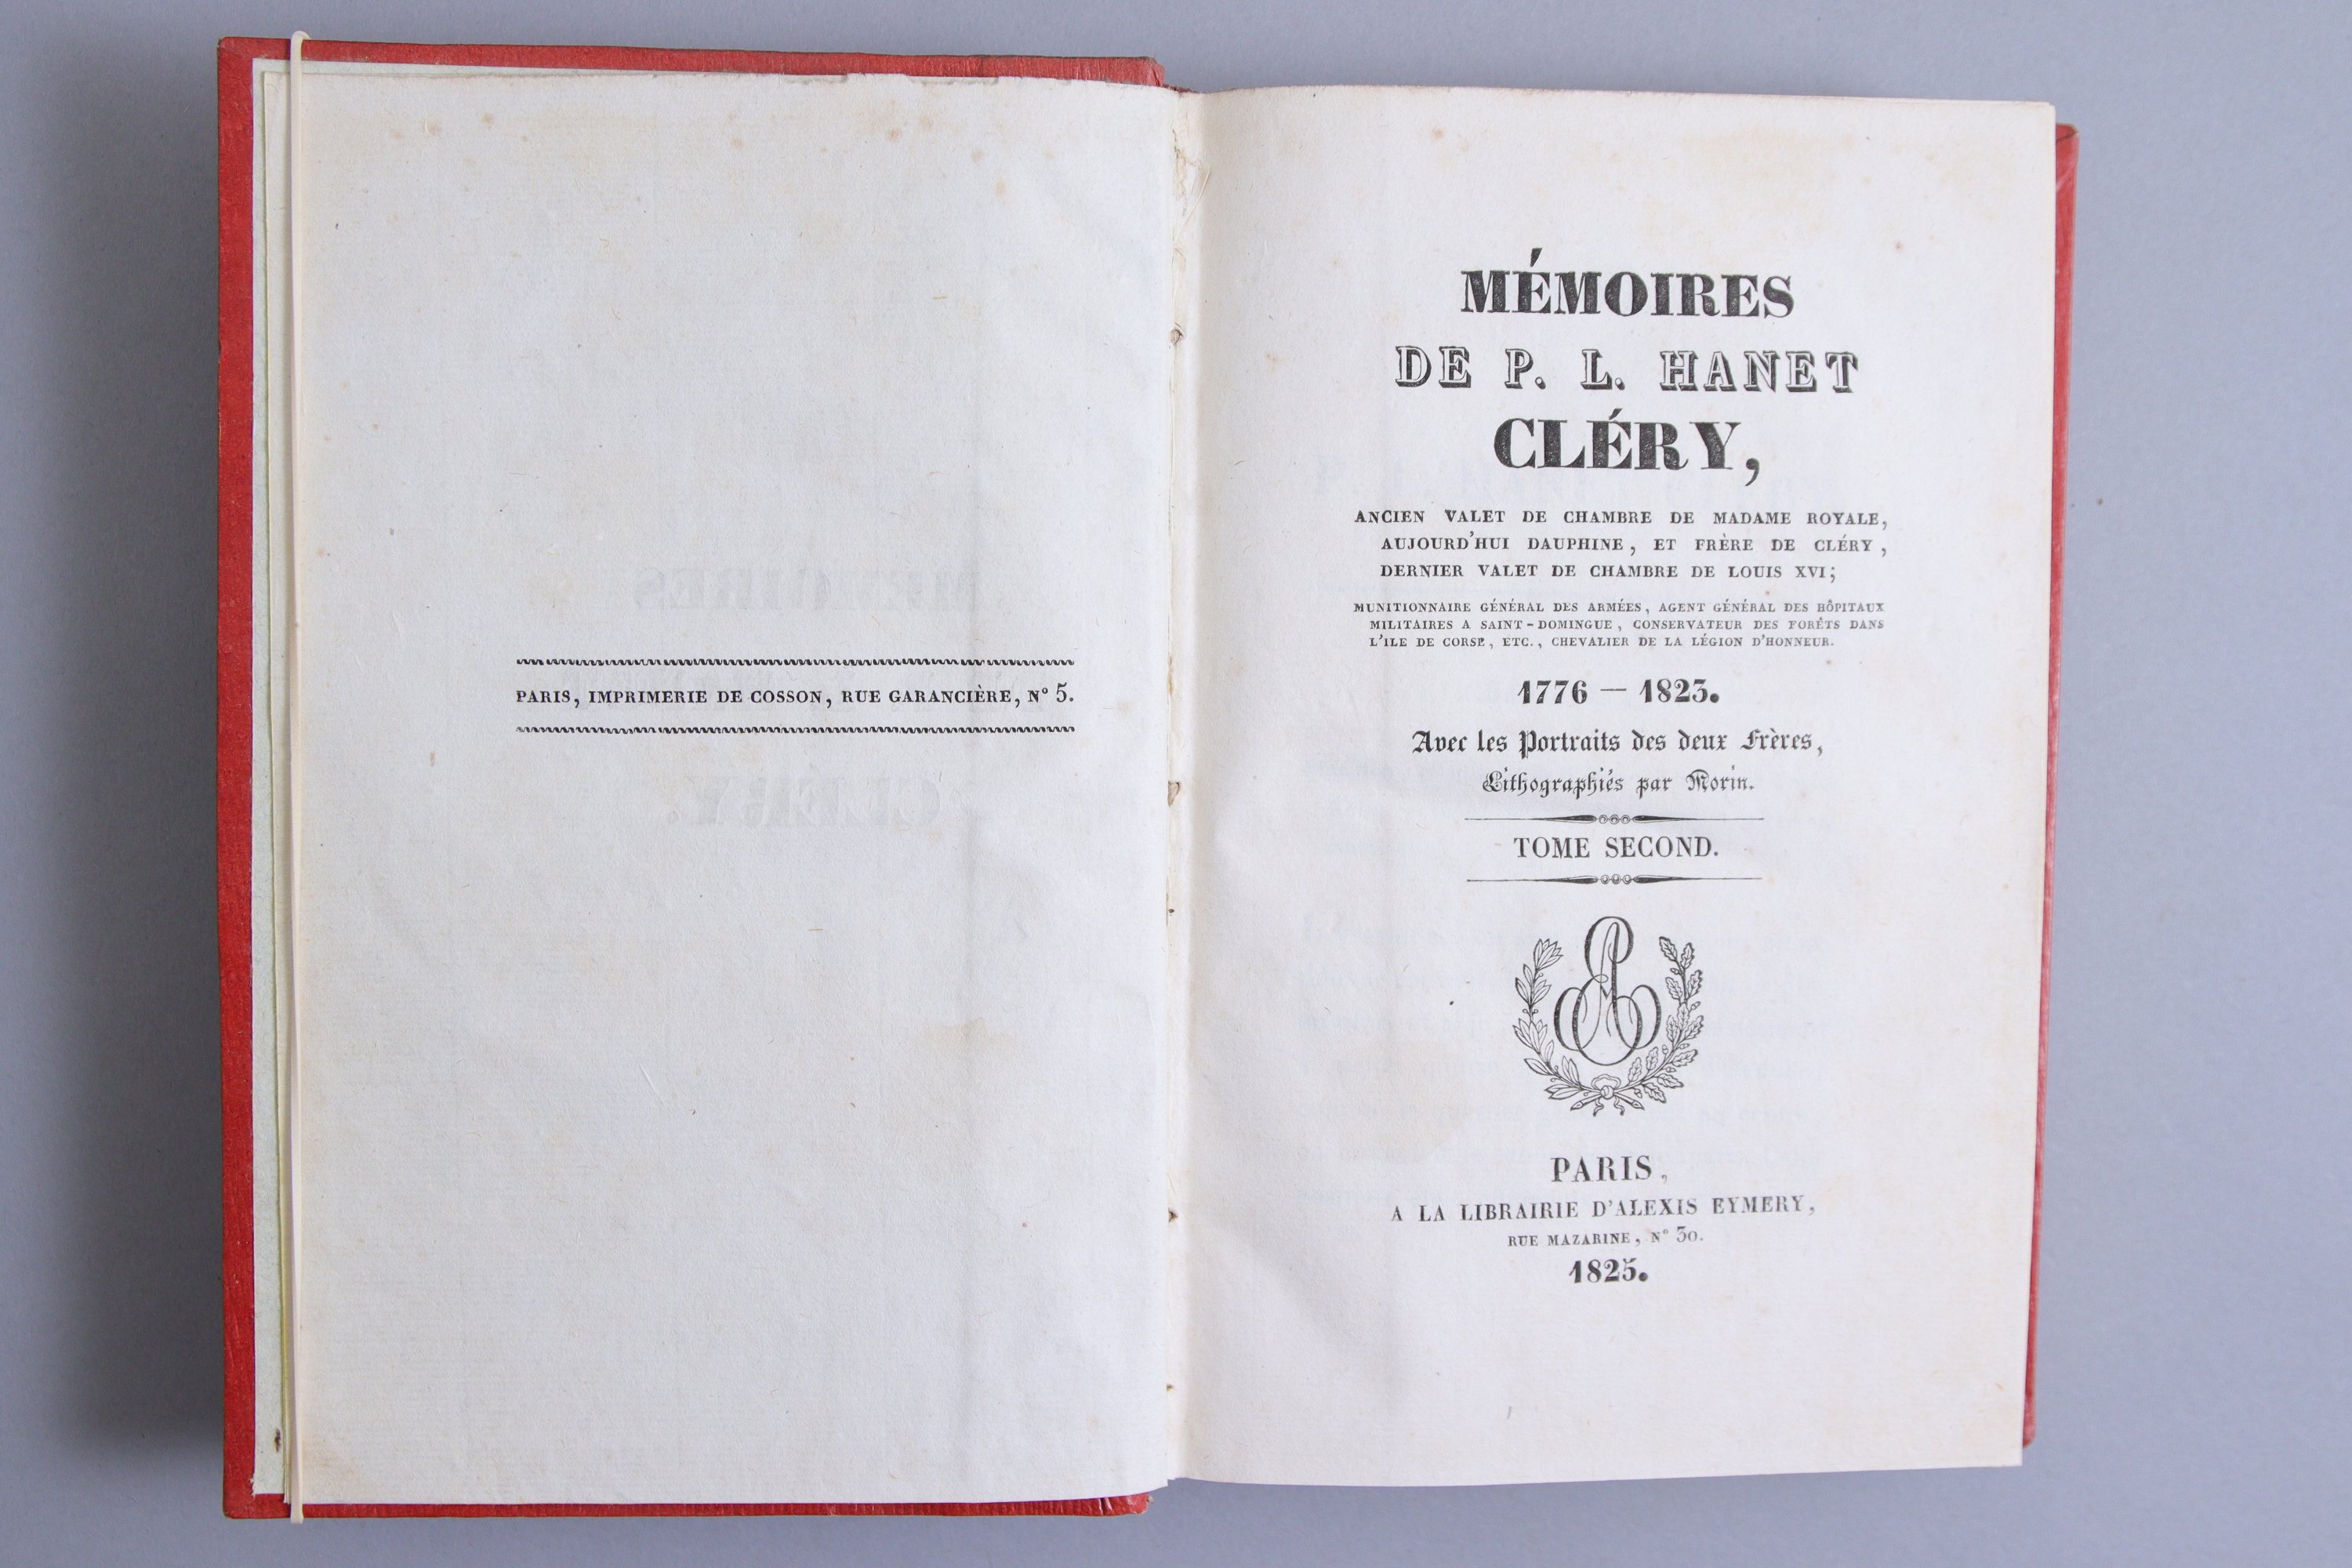 PARIS, IMPRIMERIE DE COSSON, RUE GARANCIÈRE, N° 5.
MÉMOIRES
DE P. L. HANET
CLÉRY,
ANCIEN VALET DE CHAMBRE DE MADAME ROYALE,
AUJOURD'HUI DAUPHINE, ET FRÈRE DE CLÉRY,
DERNIER VALET DE CHAMBRE DE LOUIS XVI;
MUNITIONNAIRE GÉNÉRAL DES ARMÉES, AGENT GÉNÉRAL DES HÔPITAUX
MILITAIRES A SAINT-DOMINGUE, CONSERVATEUR DES FORÊTS DANS
L'ILE DE CORSE, ETC., CHEVALIER DE LA LÉGION D'HONNEUR.
1776 — 1823.
Avec les Portraits des deux Frères,
Lithographiés par Morin.
TOME SECOND.
PARIS,
A LA LIBRAIRIE D'ALEXIS EYMERY,
RUE MAZARINE, N° 30.
1825.